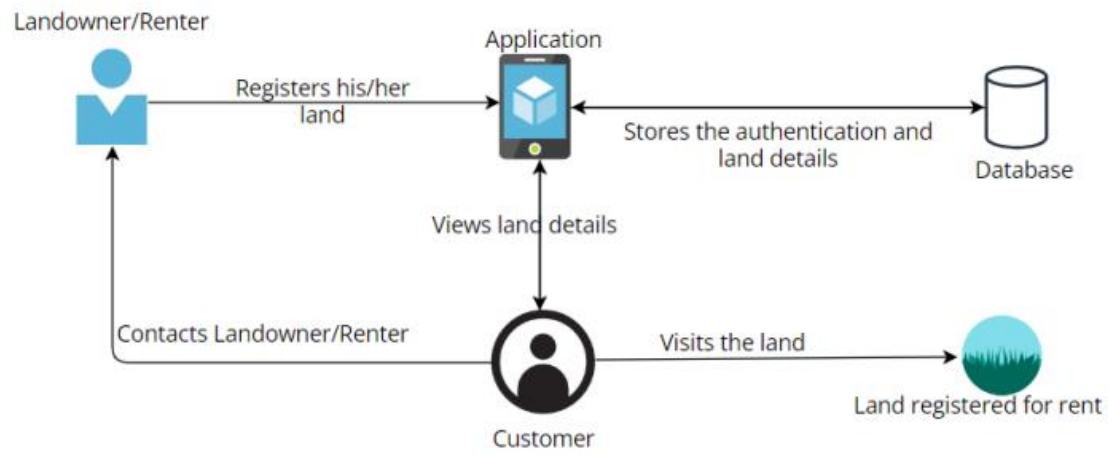 Landowner/Renter
Application
Registers his/her
land
Stores the authentication and
land details
Database
Views land details
Contacts Landowner/Renter
Visits the land
Land registered for rent
Customer